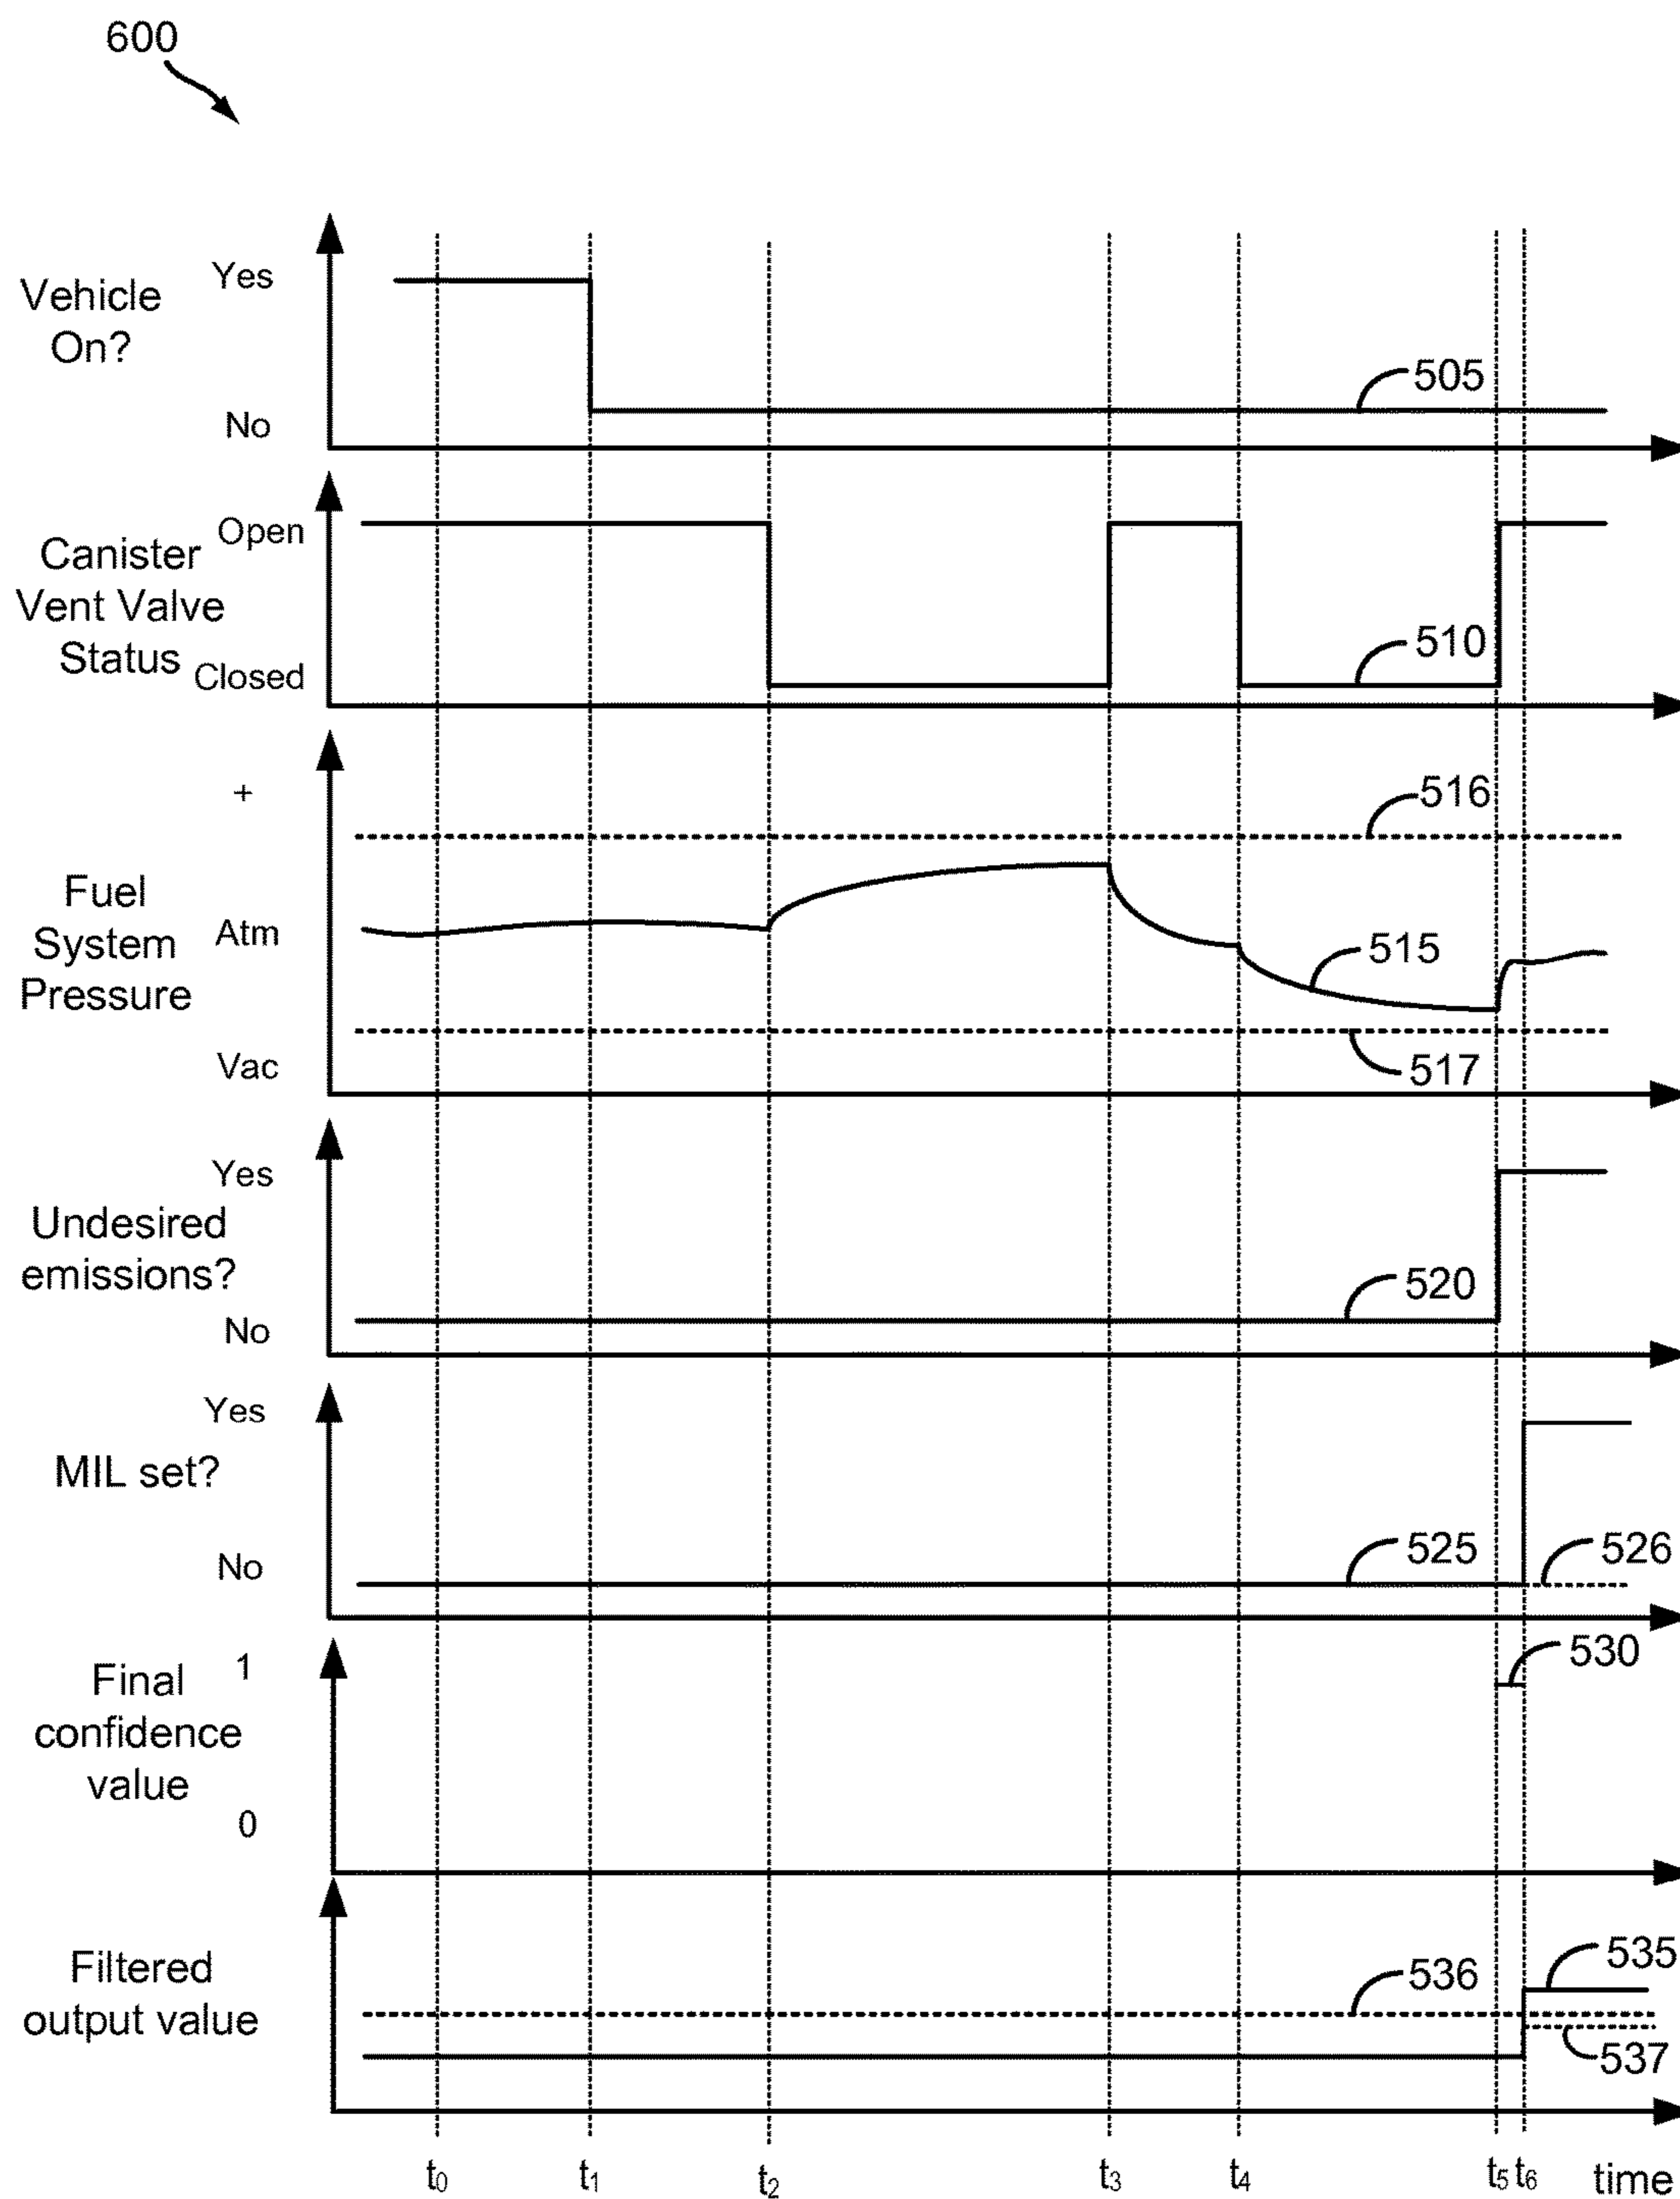 600
Vehicle
On?
Yes
No
505
Canister
Vent Valve
Status
Open
Closed
510
Fuel
System
Pressure
+
Atm
Vac
516
515
517
Undesired
emissions?
Yes
No
520
MIL set?
Yes
No
525
526
Final
confidence
value
1
0
530
Filtered
output value
535
536
537
t0 t1 t2 t3 t4 t5 t6 time